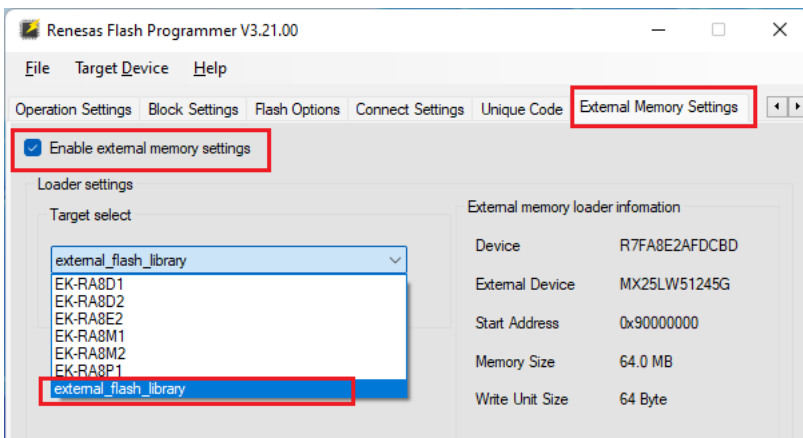 Renesas Flash Programmer V3.21.00
File Target Device Help
Operation Settings Block Settings Flash Options Connect Settings Unique Code External Memory Settings
Enable external memory settings
Loader settings
Target select
external_flash_library
EK-RA8D1
EK-RA8D2
EK-RA8E2
EK-RA8M1
EK-RA8M2
EK-RA8P1
external_flash_library
External memory loader infomation
Device R7FA8E2AFDCBD
External Device MX25LW51245G
Start Address 0x90000000
Memory Size 64.0 MB
Write Unit Size 64 Byte